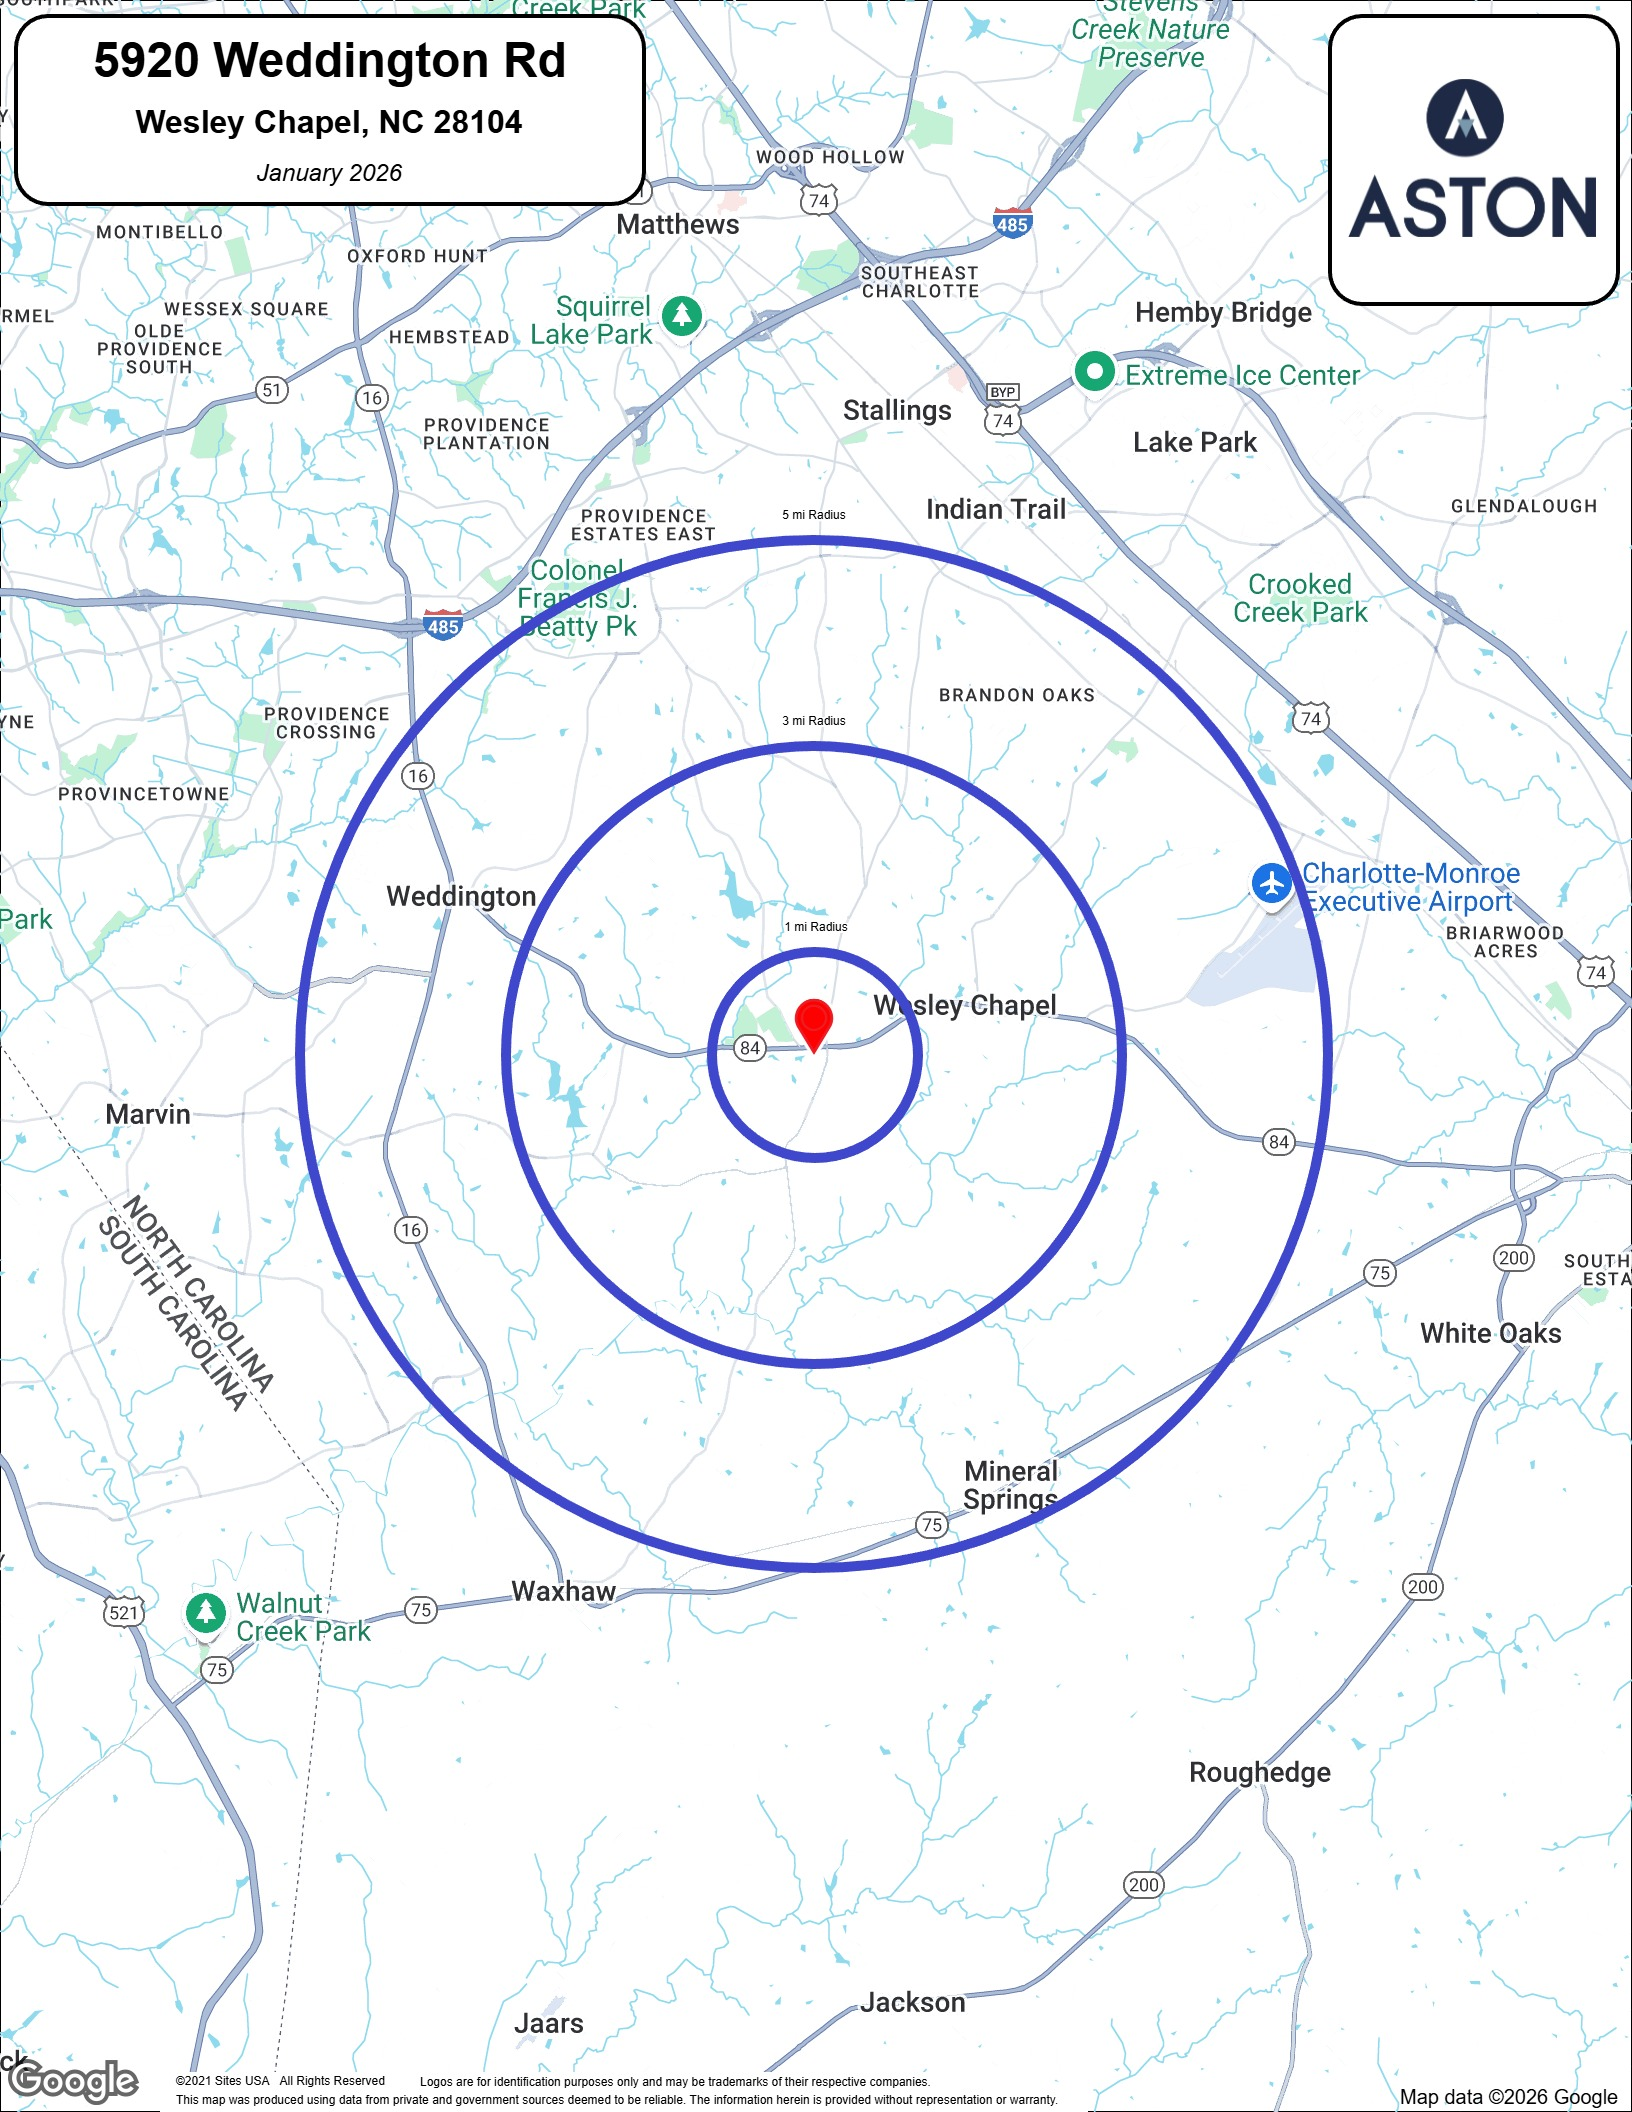 Creek Park
Stevens
Creek Nature
Preserve
5920 Weddington Rd
Wesley Chapel, NC 28104
January 2026
ASTON
WOOD HOLLOW
74
Matthews
485
MONTIBELLO
OXFORD HUNT
SOUTHEAST
CHARLOTTE
Squirrel
Lake Park
Hemby Bridge
RMEL
WESSEX SQUARE
OLDE
PROVIDENCE
SOUTH
HEMBSTEAD
Extreme Ice Center
51
16
BYP
74
Stallings
PROVIDENCE
PLANTATION
Lake Park
Indian Trail
GLENDALOUGH
5 mi Radius
PROVIDENCE
ESTATES EAST
Colonel
Francis J.
Beatty Pk
Crooked
Creek Park
485
BRANDON OAKS
YNE
PROVIDENCE
CROSSING
3 mi Radius
74
16
PROVINCETOWNE
Weddington
Charlotte-Monroe
Executive Airport
Park
1 mi Radius
BRIARWOOD
ACRES
74
Wesley Chapel
84
Marvin
84
NORTH CAROLINA
SOUTH CAROLINA
16
200
75
SOUTH
ESTA
White Oaks
Mineral
Springs
75
Waxhaw
200
Walnut
Creek Park
521
75
75
Roughedge
200
Jackson
Jaars
ck
Google
©2021 Sites USA All Rights Reserved Logos are for identification purposes only and may be trademarks of their respective companies.
This map was produced using data from private and government sources deemed to be reliable. The information herein is provided without representation or warranty.
Map data ©2026 Google